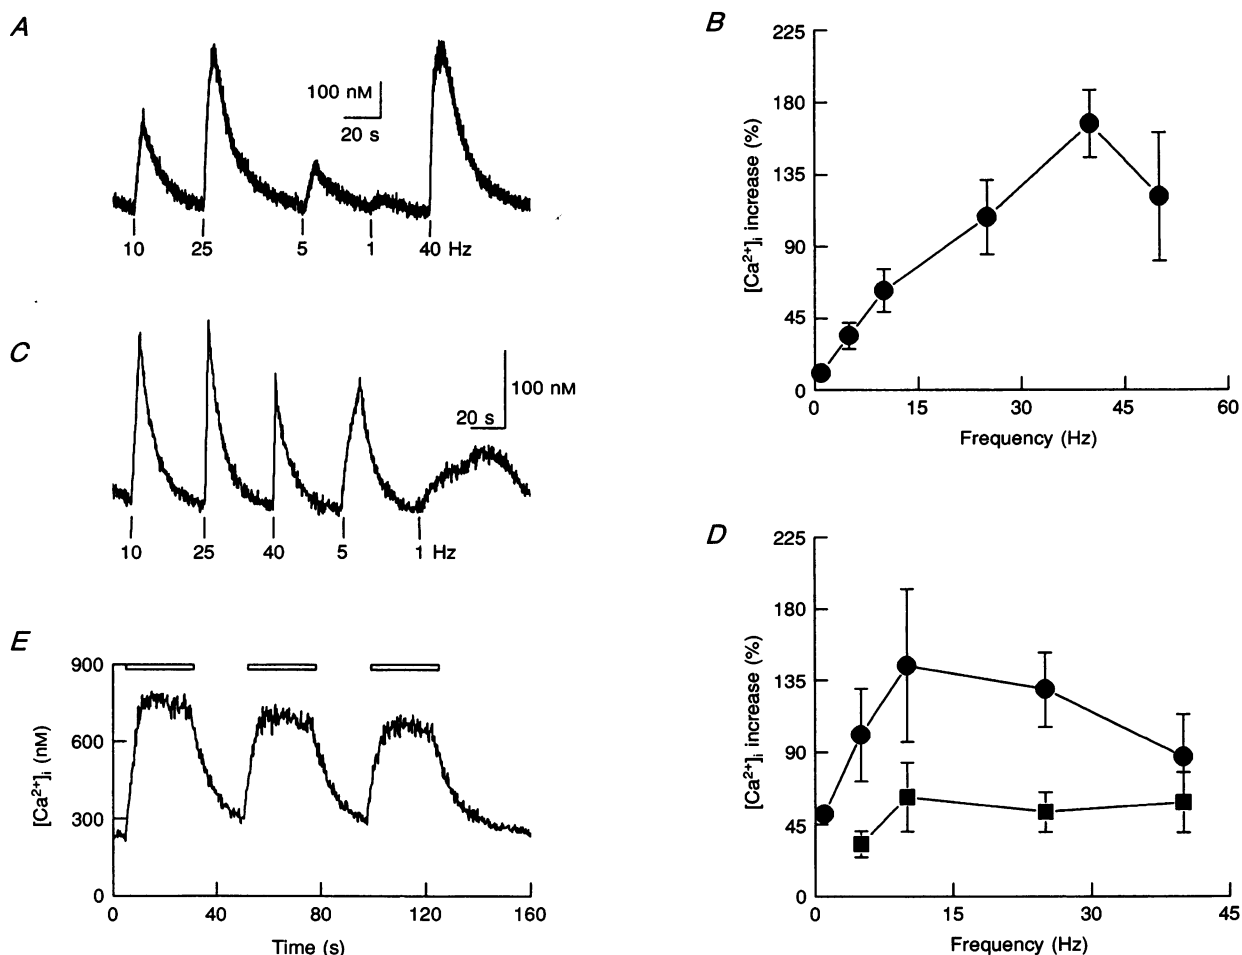 A
100 nM
20 s
10 25 5 1 40 Hz
B
225
180
135
90
45
0
[Ca²⁺]ᵢ increase (%)
0 15 30 45 60
Frequency (Hz)
C
100 nM
20 s
10 25 40 5 1 Hz
D
225
180
135
90
45
0
[Ca²⁺]ᵢ increase (%)
0 15 30 45
Frequency (Hz)
E
900
600
300
0
[Ca²⁺]ᵢ (nM)
0 40 80 120 160
Time (s)